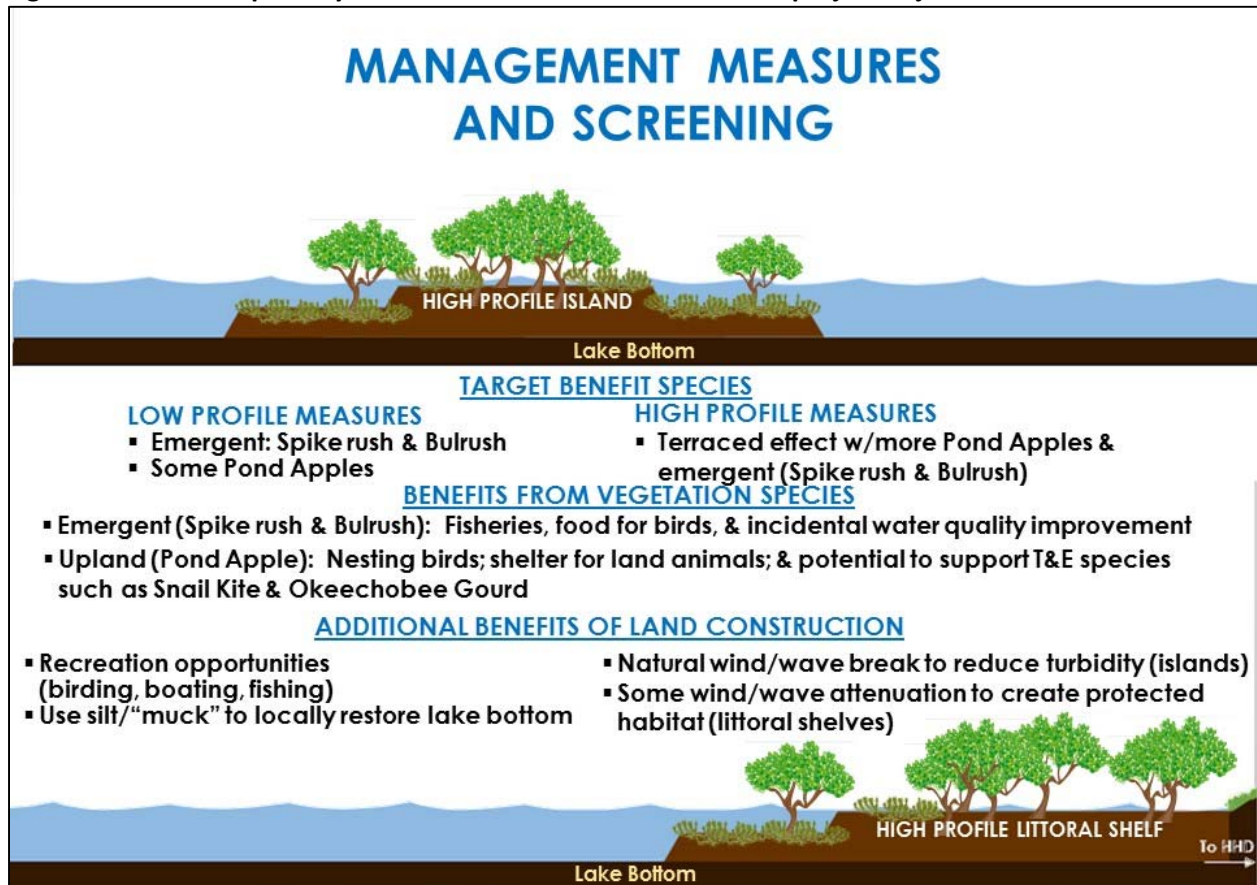 MANAGEMENT MEASURES
AND SCREENING
HIGH PROFILE ISLAND
Lake Bottom
TARGET BENEFIT SPECIES
LOW PROFILE MEASURES
▪ Emergent: Spike rush & Bulrush
▪ Some Pond Apples
HIGH PROFILE MEASURES
▪ Terraced effect w/more Pond Apples &
emergent (Spike rush & Bulrush)
BENEFITS FROM VEGETATION SPECIES
▪ Emergent (Spike rush & Bulrush): Fisheries, food for birds, & incidental water quality improvement
▪ Upland (Pond Apple): Nesting birds; shelter for land animals; & potential to support T&E species
such as Snail Kite & Okeechobee Gourd
ADDITIONAL BENEFITS OF LAND CONSTRUCTION
▪ Recreation opportunities
(birding, boating, fishing)
▪ Use silt/“muck” to locally restore lake bottom
▪ Natural wind/wave break to reduce turbidity (islands)
▪ Some wind/wave attenuation to create protected
habitat (littoral shelves)
HIGH PROFILE LITTORAL SHELF
To HHD
Lake Bottom